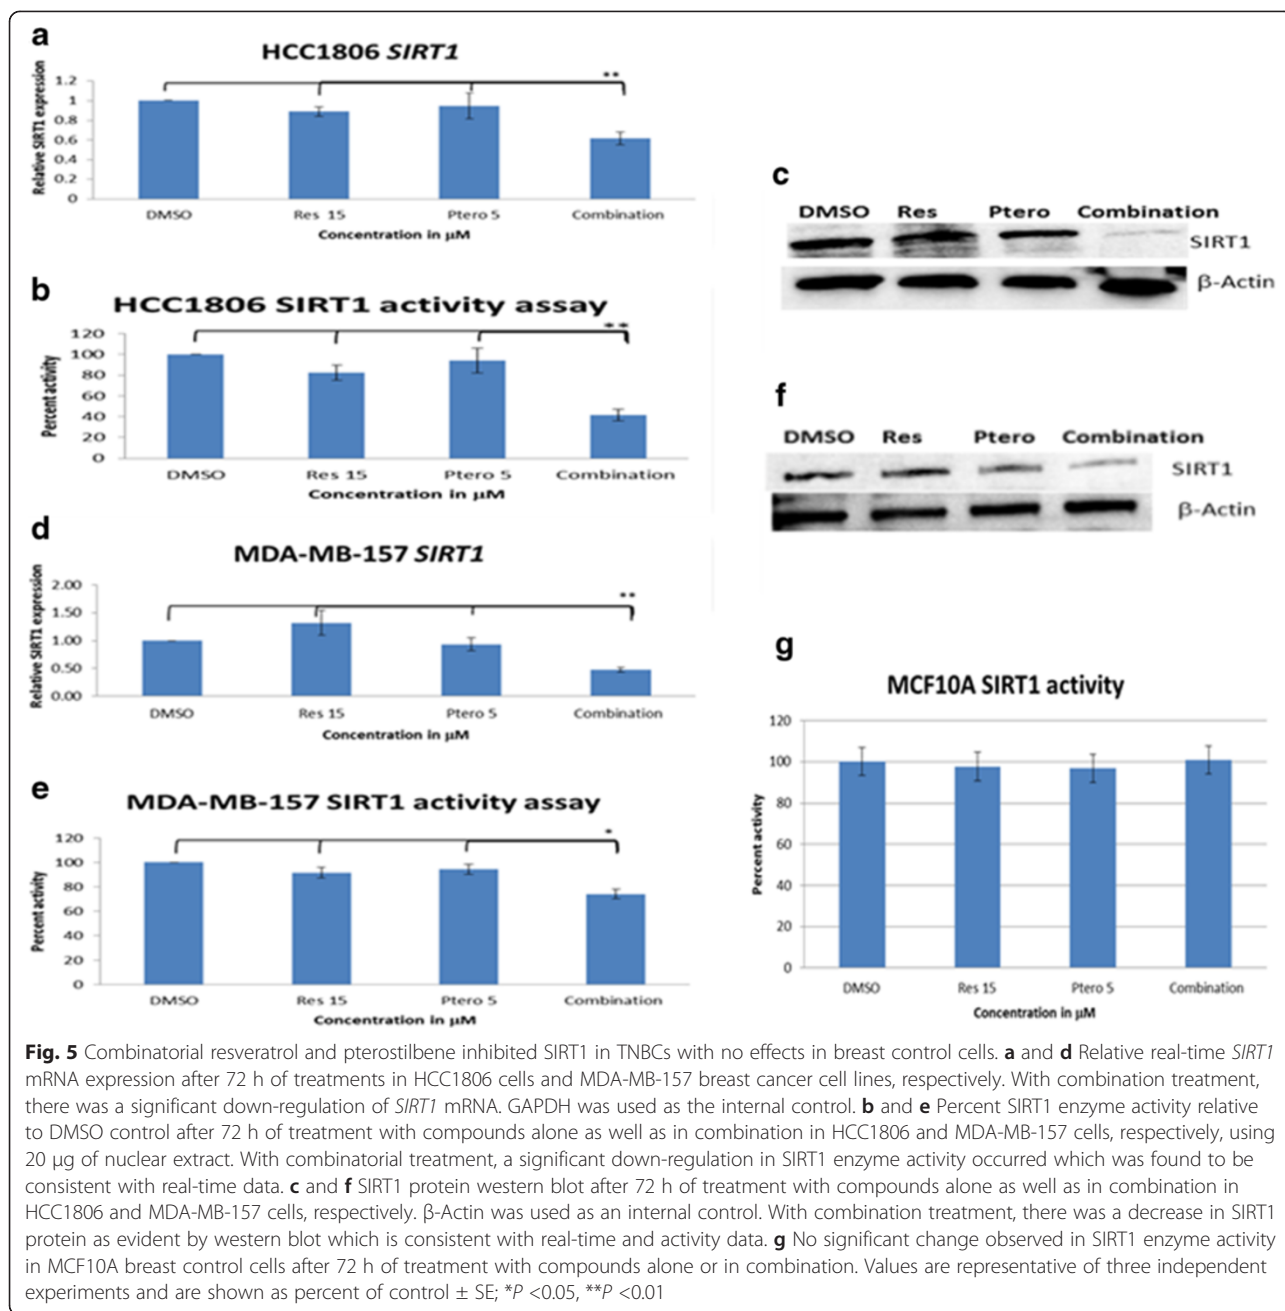 a
HCC1806 SIRT1
**
1.2
1
0.8
0.6
0.4
0.2
0
Relative SIRT1 expression
DMSO Res 15 Ptero 5 Combination
Concentration in µM
b
HCC1806 SIRT1 activity assay
**
120
100
80
60
40
20
0
Percent activity
DMSO Res 15 Ptero 5 Combination
Concentration in µM
c
DMSO Res Ptero Combination
SIRT1
β-Actin
d
MDA-MB-157 SIRT1
**
2.00
1.50
1.00
0.50
0.00
Relative SIRT1 expression
DMSO Res 15 Ptero 5 Combination
Concentration in µM
e
MDA-MB-157 SIRT1 activity assay
*
120
100
80
60
40
20
0
Percent activity
DMSO Res 15 Ptero 5 Combination
Concentration in µM
f
DMSO Res Ptero Combination
SIRT1
β-Actin
g
MCF10A SIRT1 activity
120
100
80
60
40
20
0
Percent activity
DMSO Res 15 Ptero 5 Combination
Concentration in µM
Fig. 5 Combinatorial resveratrol and pterostilbene inhibited SIRT1 in TNBCs with no effects in breast control cells. a and d Relative real-time SIRT1
mRNA expression after 72 h of treatments in HCC1806 cells and MDA-MB-157 breast cancer cell lines, respectively. With combination treatment,
there was a significant down-regulation of SIRT1 mRNA. GAPDH was used as the internal control. b and e Percent SIRT1 enzyme activity relative
to DMSO control after 72 h of treatment with compounds alone as well as in combination in HCC1806 and MDA-MB-157 cells, respectively, using
20 µg of nuclear extract. With combinatorial treatment, a significant down-regulation in SIRT1 enzyme activity occurred which was found to be
consistent with real-time data. c and f SIRT1 protein western blot after 72 h of treatment with compounds alone as well as in combination in
HCC1806 and MDA-MB-157 cells, respectively. β-Actin was used as an internal control. With combination treatment, there was a decrease in SIRT1
protein as evident by western blot which is consistent with real-time and activity data. g No significant change observed in SIRT1 enzyme activity
in MCF10A breast control cells after 72 h of treatment with compounds alone or in combination. Values are representative of three independent
experiments and are shown as percent of control ± SE; *P <0.05, **P <0.01